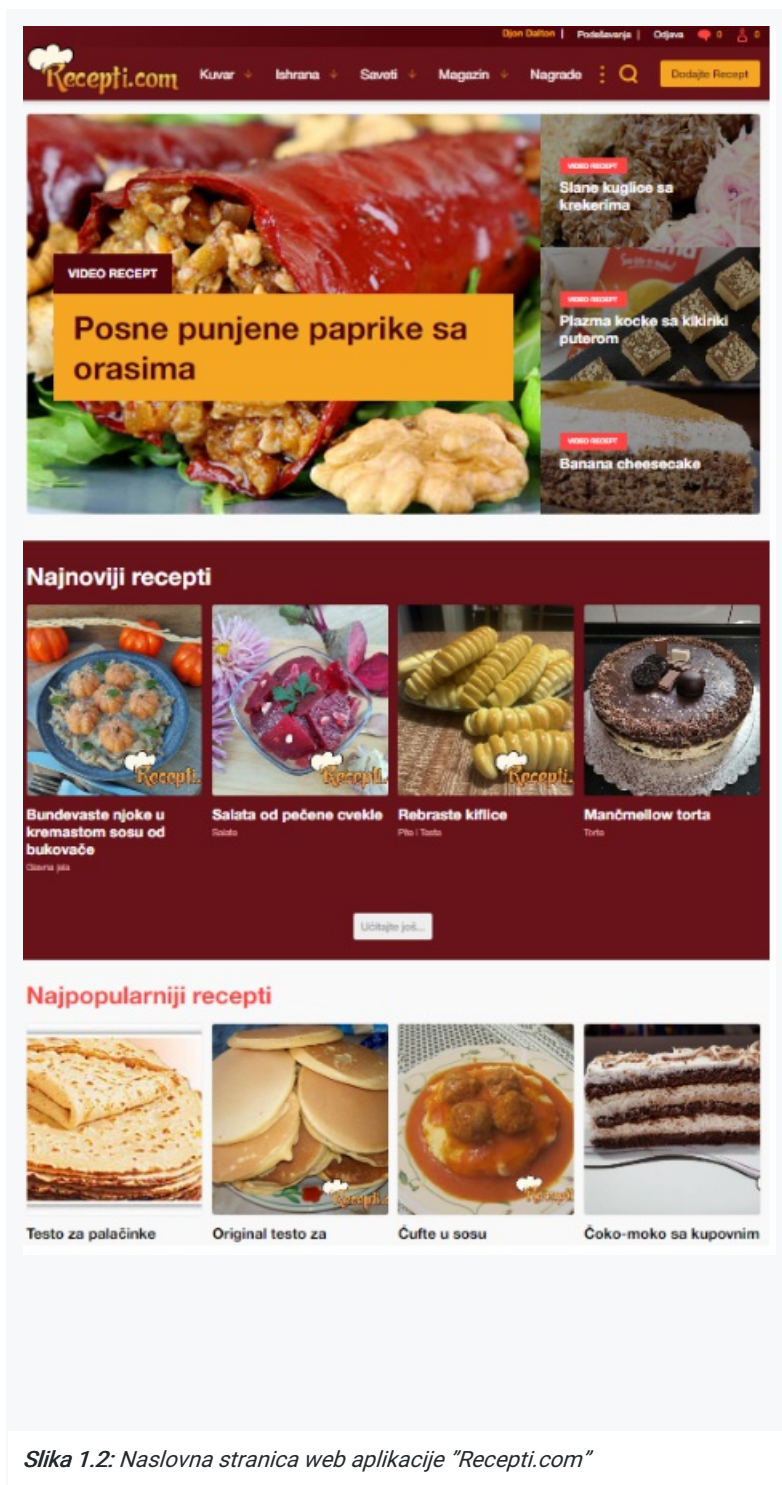 Djon Dalton | Podešavanja | Odjava 0 0
Recepti.com Kuvar Ishrana Saveti Magazin Nagrade Dodajte Recept
VIDEO RECEPT
Posne punjene paprike sa
orasima
VIDEO RECEPT
Slane kuglice sa
krekerima
VIDEO RECEPT
Plazma kocke sa kikiriki
puterom
VIDEO RECEPT
Banana cheesecake
Najnoviji recepti
Recepti.
Recepti.
Recepti.
Bundevaste njoke u
kremastom sosu od
bukovače
Glavna jela
Salata od pečene cvekle
Salate
Rebraste kiflice
Pite i Testa
Mančmellow torta
Torte
Učitajte još...
Najpopularniji recepti
Testo za palačinke
Original testo za
Ćufte u sosu
Čoko-moko sa kupovnim
Slika 1.2: Naslovna stranica web aplikacije ”Recepti.com”